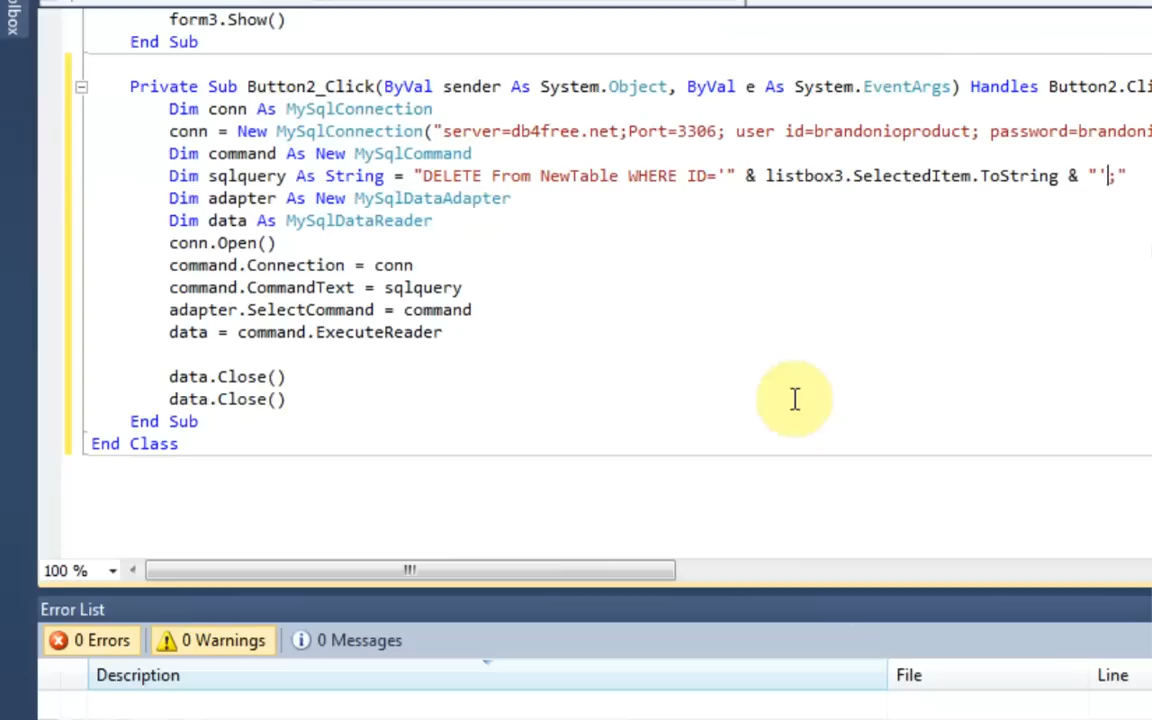 olbox
form3.Show()
End Sub
Private Sub Button2_Click(ByVal sender As System.Object, ByVal e As System.EventArgs) Handles Button2.Cli
Dim conn As MySqlConnection
conn = New MySqlConnection("server=db4free.net;Port=3306; user id=brandonioproduct; password=brandoni
Dim command As New MySqlCommand
Dim sqlquery As String = "DELETE From NewTable WHERE ID='" & listbox3.SelectedItem.ToString & "';"
Dim adapter As New MySqlDataAdapter
Dim data As MySqlDataReader
conn.Open()
command.Connection = conn
command.CommandText = sqlquery
adapter.SelectCommand = command
data = command.ExecuteReader
data.Close()
data.Close()
End Sub
End Class
100 %
Error List
0 Errors 0 Warnings 0 Messages
Description File Line